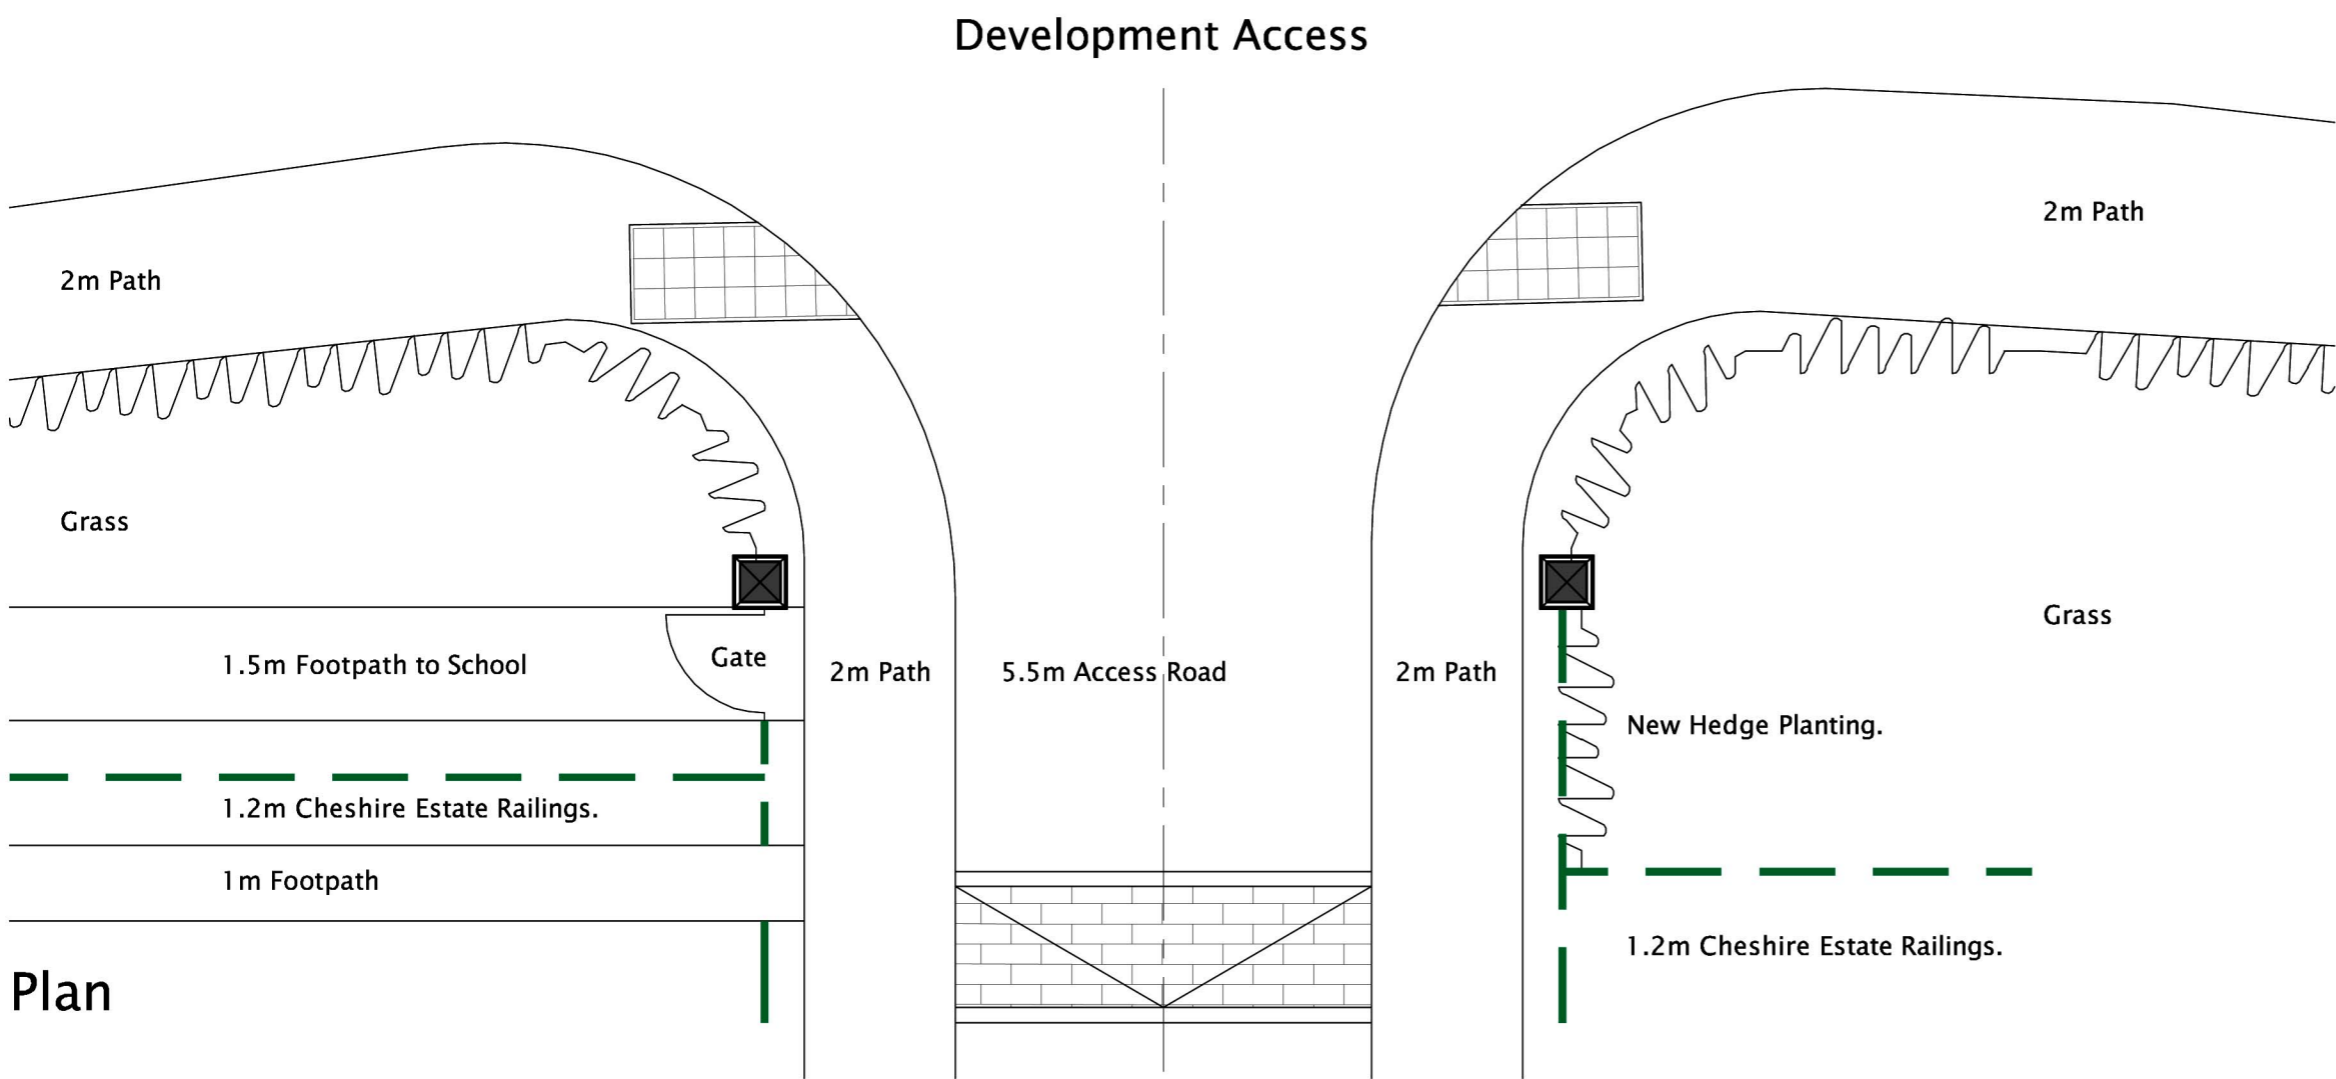 Development Access
2m Path
2m Path
Grass
Grass
1.5m Footpath to School
Gate
2m Path
5.5m Access Road
2m Path
New Hedge Planting.
1.2m Cheshire Estate Railings.
1m Footpath
1.2m Cheshire Estate Railings.
Plan